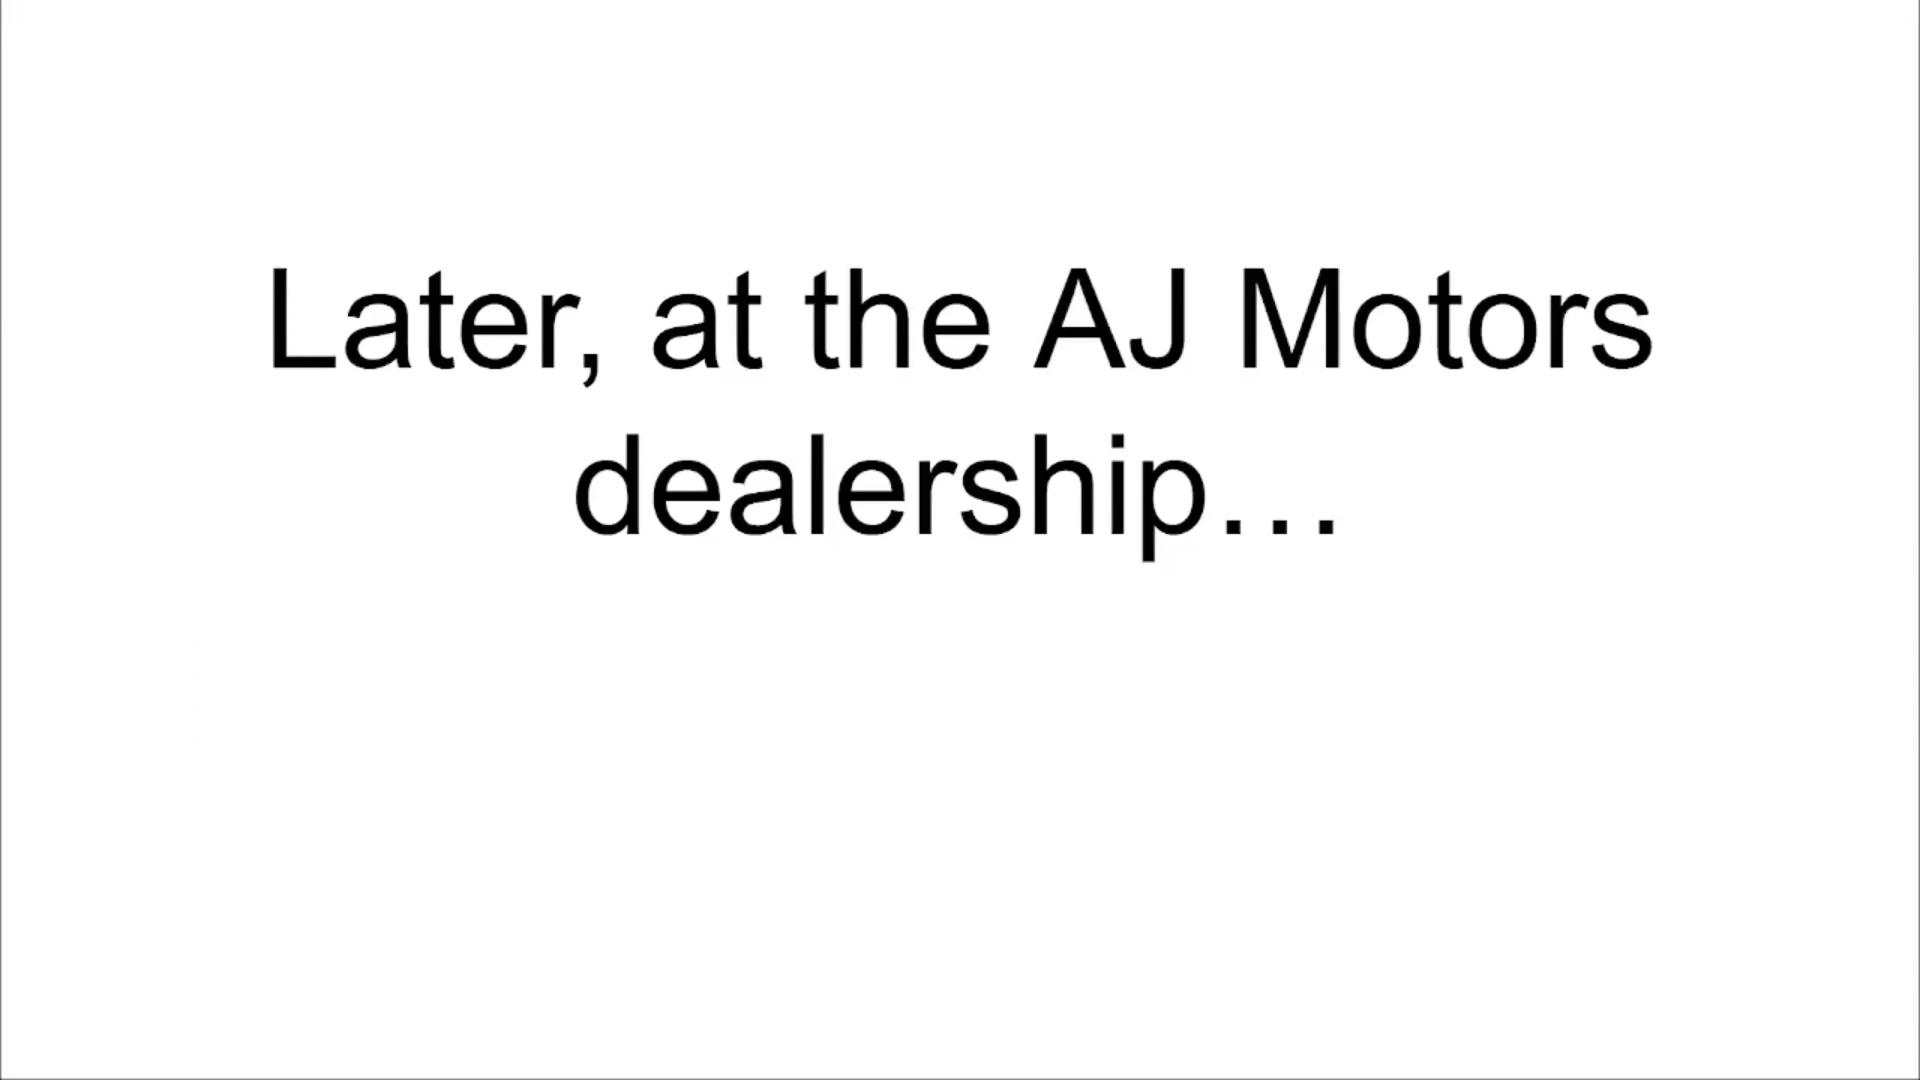 Later, at the AJ Motors
dealership…